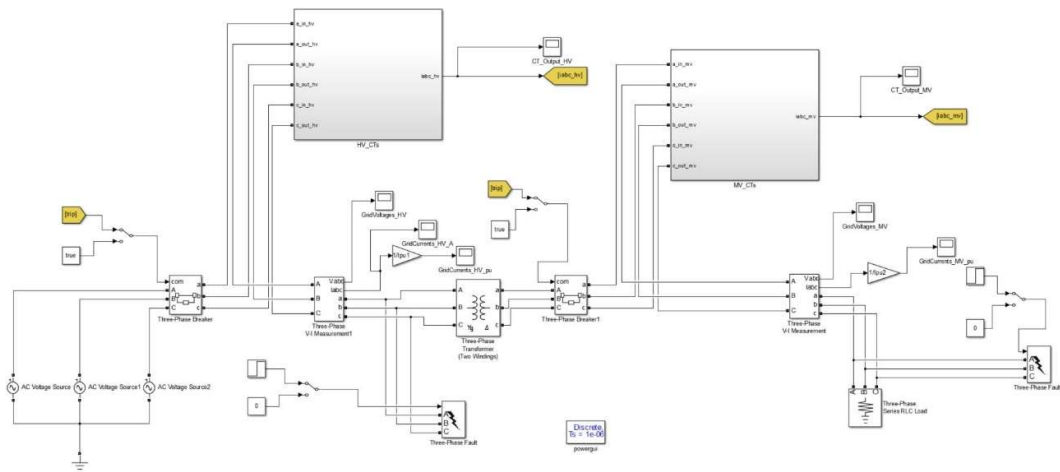 a_in_hv
a_out_hv
b_in_hv
b_out_hv
c_in_hv
c_out_hv
iabc_hv
HV_CTs
CT_Output_HV
[iabc_hv]
a_in_mv
a_out_mv
b_in_mv
b_out_mv
c_in_mv
c_out_mv
iabc_mv
MV_CTs
CT_Output_MV
[iabc_mv]
[trip]
true
GridVoltages_HV
GridCurrents_HV_A
1/Ipu1
GridCurrents_HV_pu
[trip]
true
GridVoltages_MV
1/Ipu2
GridCurrents_MV_pu
0
com
A
B
C
a
b
c
Three-Phase Breaker
A
B
C
Vabc
Iabc
a
b
c
Three-Phase
V-I Measurement1
A
B
C
a
b
c
Yg
Δ
Three-Phase
Transformer
(Two Windings)
com
A
B
C
a
b
c
Three-Phase Breaker1
A
B
C
Vabc
Iabc
a
b
c
Three-Phase
V-I Measurement
A
B
C
Three-Phase Fault
AC Voltage Source
AC Voltage Source1
AC Voltage Source2
0
A
B
C
Three-Phase Fault
A
B
C
Three-Phase
Series RLC Load
Discrete,
Ts = 1e-06
powergui